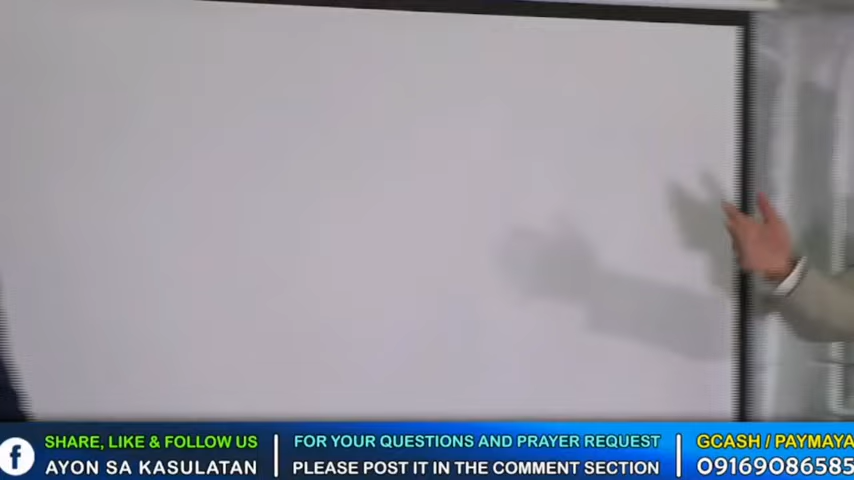 SHARE, LIKE & FOLLOW US
AYON SA KASULATAN
FOR YOUR QUESTIONS AND PRAYER REQUEST
PLEASE POST IT IN THE COMMENT SECTION
GCASH / PAYMAYA
09169086585